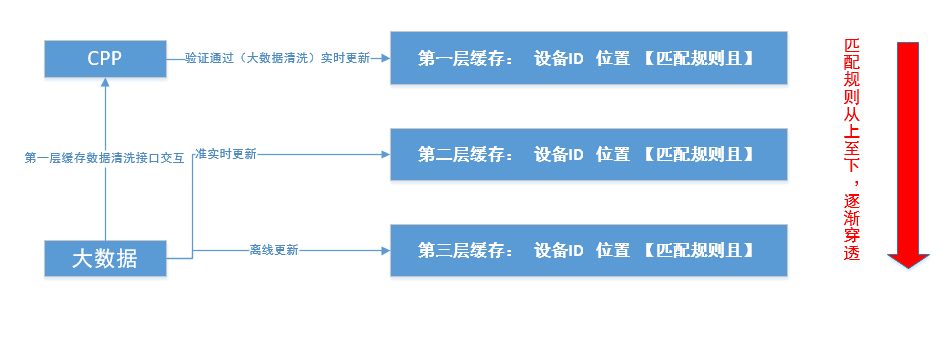 CPP
验证通过（大数据清洗）实时更新
第一层缓存： 设备ID 位置 【匹配规则且】
第一层缓存数据清洗接口交互
准实时更新
第二层缓存： 设备ID 位置 【匹配规则且】
大数据
离线更新
第三层缓存： 设备ID 位置 【匹配规则且】
匹配规则从上至下，逐渐穿透